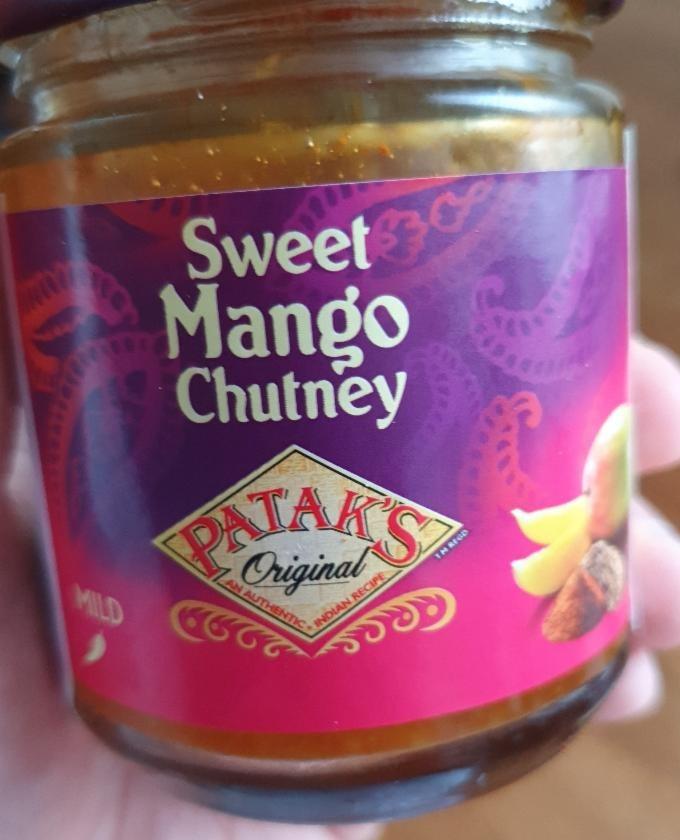 Sweet
Mango
Chutney
PATAK'S
Original
AN AUTHENTIC • INDIAN RECIPE
TM REGD
MILD